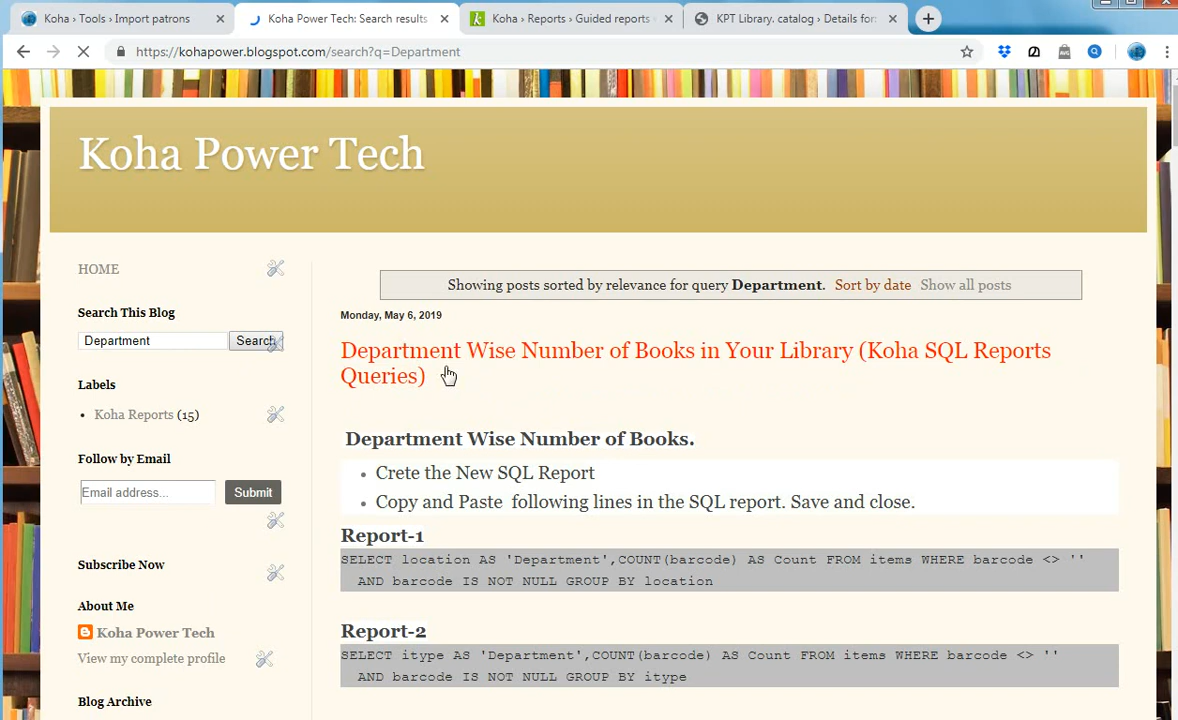 Koha › Tools › Import patrons
Koha Power Tech: Search results
Koha › Reports › Guided reports
KPT Library. catalog › Details for:
https://kohapower.blogspot.com/search?q=Department
Koha Power Tech
HOME
Search This Blog
Department Search
Labels
Koha Reports (15)
Follow by Email
Email address... Submit
Subscribe Now
About Me
Koha Power Tech
View my complete profile
Blog Archive
Showing posts sorted by relevance for query Department. Sort by date Show all posts
Monday, May 6, 2019
Department Wise Number of Books in Your Library (Koha SQL Reports
Queries)
Department Wise Number of Books.
Crete the New SQL Report
Copy and Paste following lines in the SQL report. Save and close.
Report-1
SELECT location AS 'Department',COUNT(barcode) AS Count FROM items WHERE barcode <> ''
AND barcode IS NOT NULL GROUP BY location
Report-2
SELECT itype AS 'Department',COUNT(barcode) AS Count FROM items WHERE barcode <> ''
AND barcode IS NOT NULL GROUP BY itype